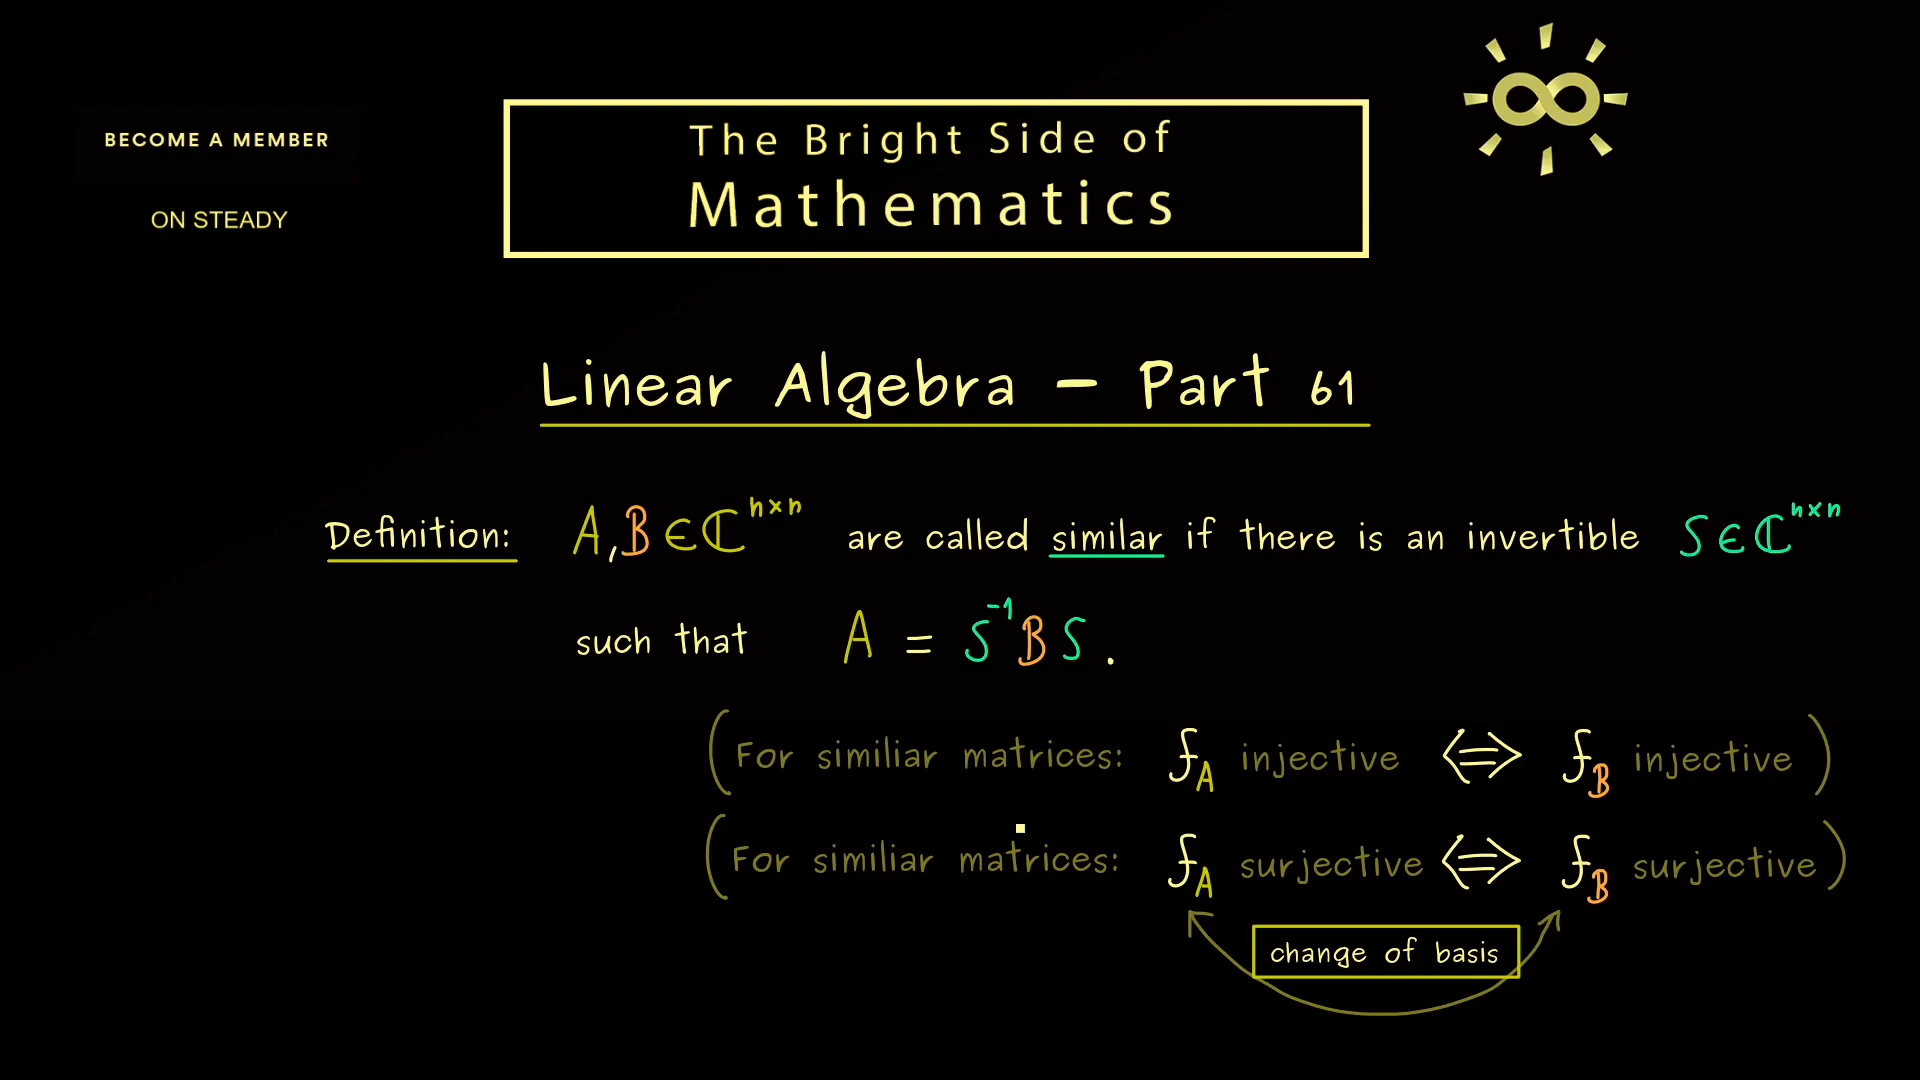 BECOME A MEMBER
ON STEADY
The Bright Side of
Mathematics
Linear Algebra – Part 61
Definition: A, B ∈ ℂⁿˣⁿ are called similar if there is an invertible S ∈ ℂⁿˣⁿ
such that A = S⁻¹ B S .
(For similiar matrices: f_A injective ⟺ f_B injective)
(For similiar matrices: f_A surjective ⟺ f_B surjective)
change of basis